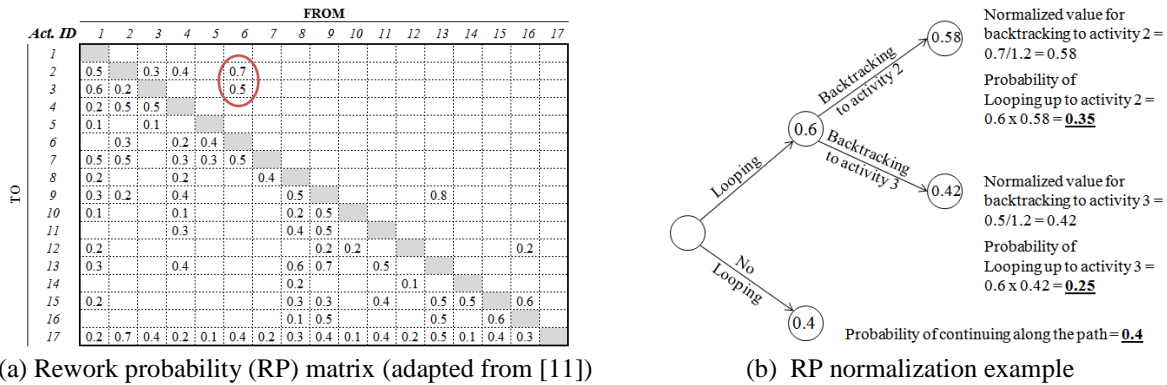 FROM
Act. ID 1 2 3 4 5 6 7 8 9 10 11 12 13 14 15 16 17
TO
1
2 0.5 0.3 0.4 0.7
3 0.6 0.2 0.5
4 0.2 0.5 0.5
5 0.1 0.1
6 0.3 0.2 0.4
7 0.5 0.5 0.3 0.3 0.5
8 0.2 0.2 0.4
9 0.3 0.2 0.4 0.5 0.8
10 0.1 0.1 0.2 0.5
11 0.3 0.4 0.5
12 0.2 0.2 0.2 0.2
13 0.3 0.4 0.6 0.7 0.5
14 0.2 0.1
15 0.2 0.3 0.3 0.4 0.5 0.5 0.6
16 0.1 0.5 0.5 0.6
17 0.2 0.7 0.4 0.2 0.1 0.4 0.2 0.3 0.4 0.1 0.4 0.1 0.4 0.2 0.4 0.3
(a) Rework probability (RP) matrix (adapted from [11])
Looping
0.6
Backtracking
to activity 2
0.58
Normalized value for
backtracking to activity 2 =
0.7/1.2 = 0.58
Probability of
Looping up to activity 2 =
0.6 x 0.58 = 0.35
Backtracking
to activity 3
0.42
Normalized value for
backtracking to activity 3 =
0.5/1.2 = 0.42
Probability of
Looping up to activity 3 =
0.6 x 0.42 = 0.25
No
Looping
0.4
Probability of continuing along the path = 0.4
(b) RP normalization example